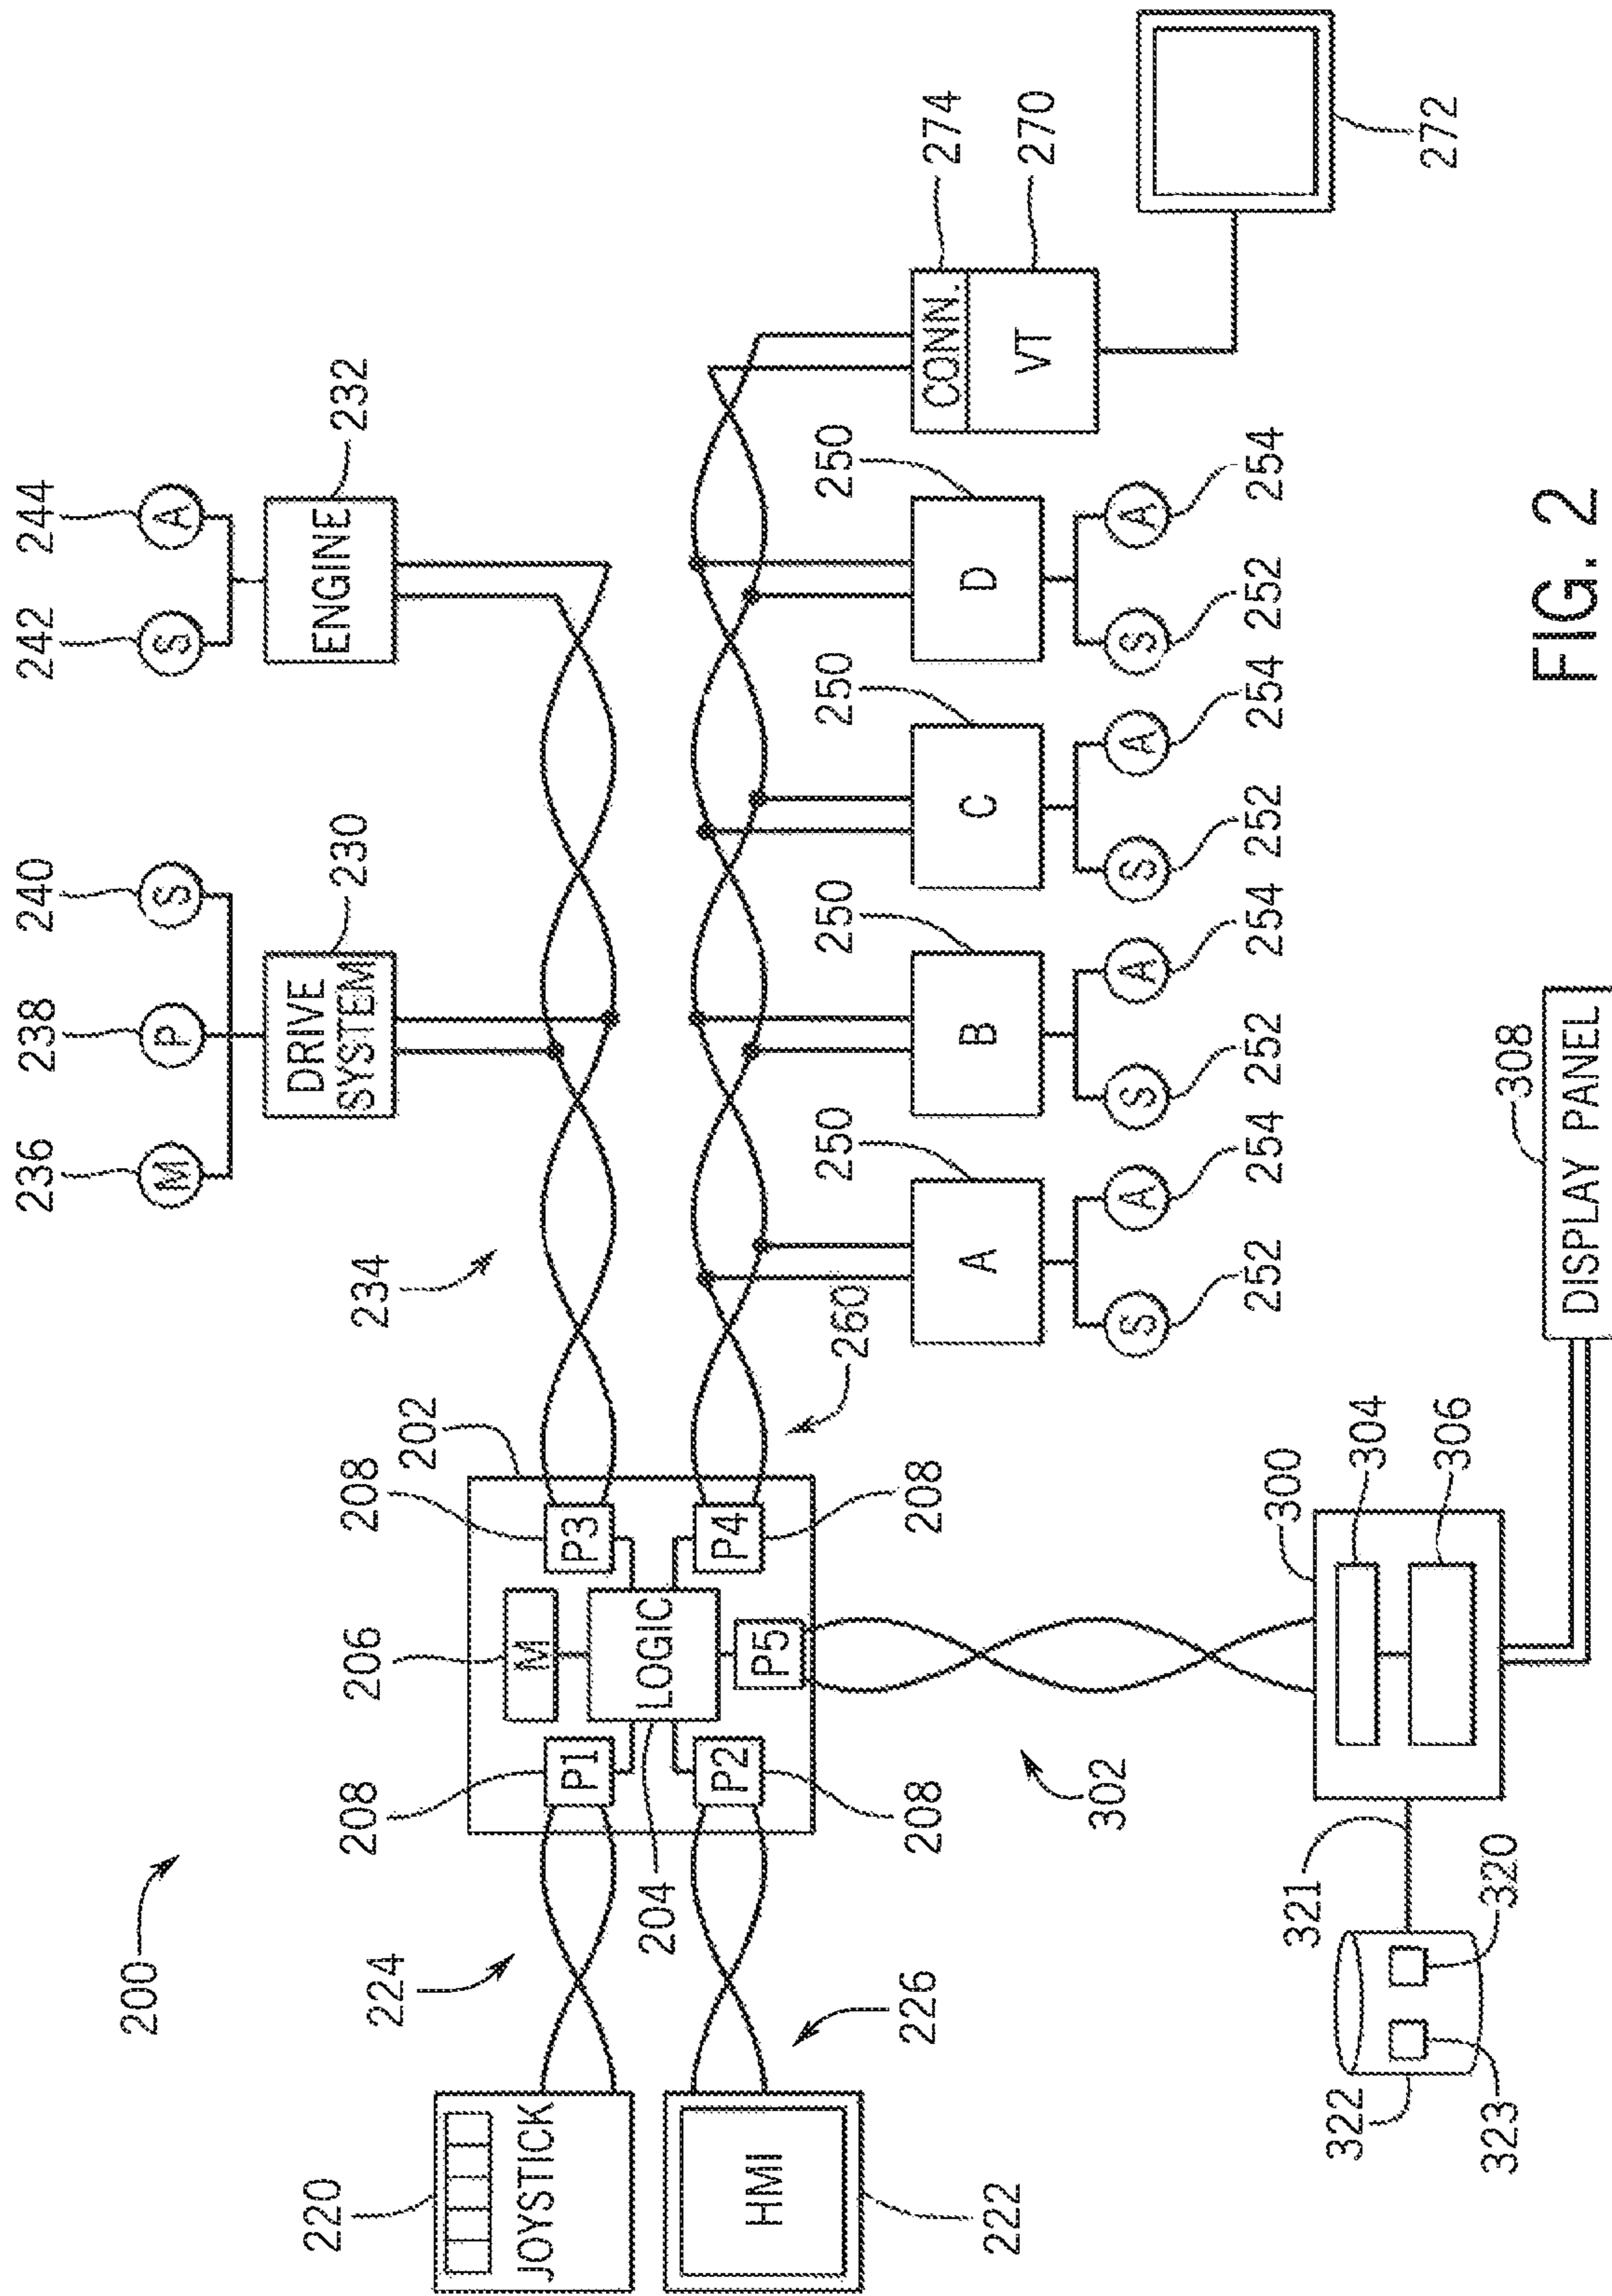 200
236
238
240
242
244
M
P
S
S
A
DRIVE
SYSTEM
230
ENGINE
232
234
220
JOYSTICK
224
208
206
208
202
P1
M
P3
LOGIC
204
P2
P5
P4
208
208
HMI
222
226
260
250
250
250
250
274
A
B
C
D
CONN.
VT
270
S
A
S
A
S
A
S
A
252
254
252
254
252
254
252
254
272
302
300
304
306
321
322
323
320
308
DISPLAY PANEL
FIG. 2